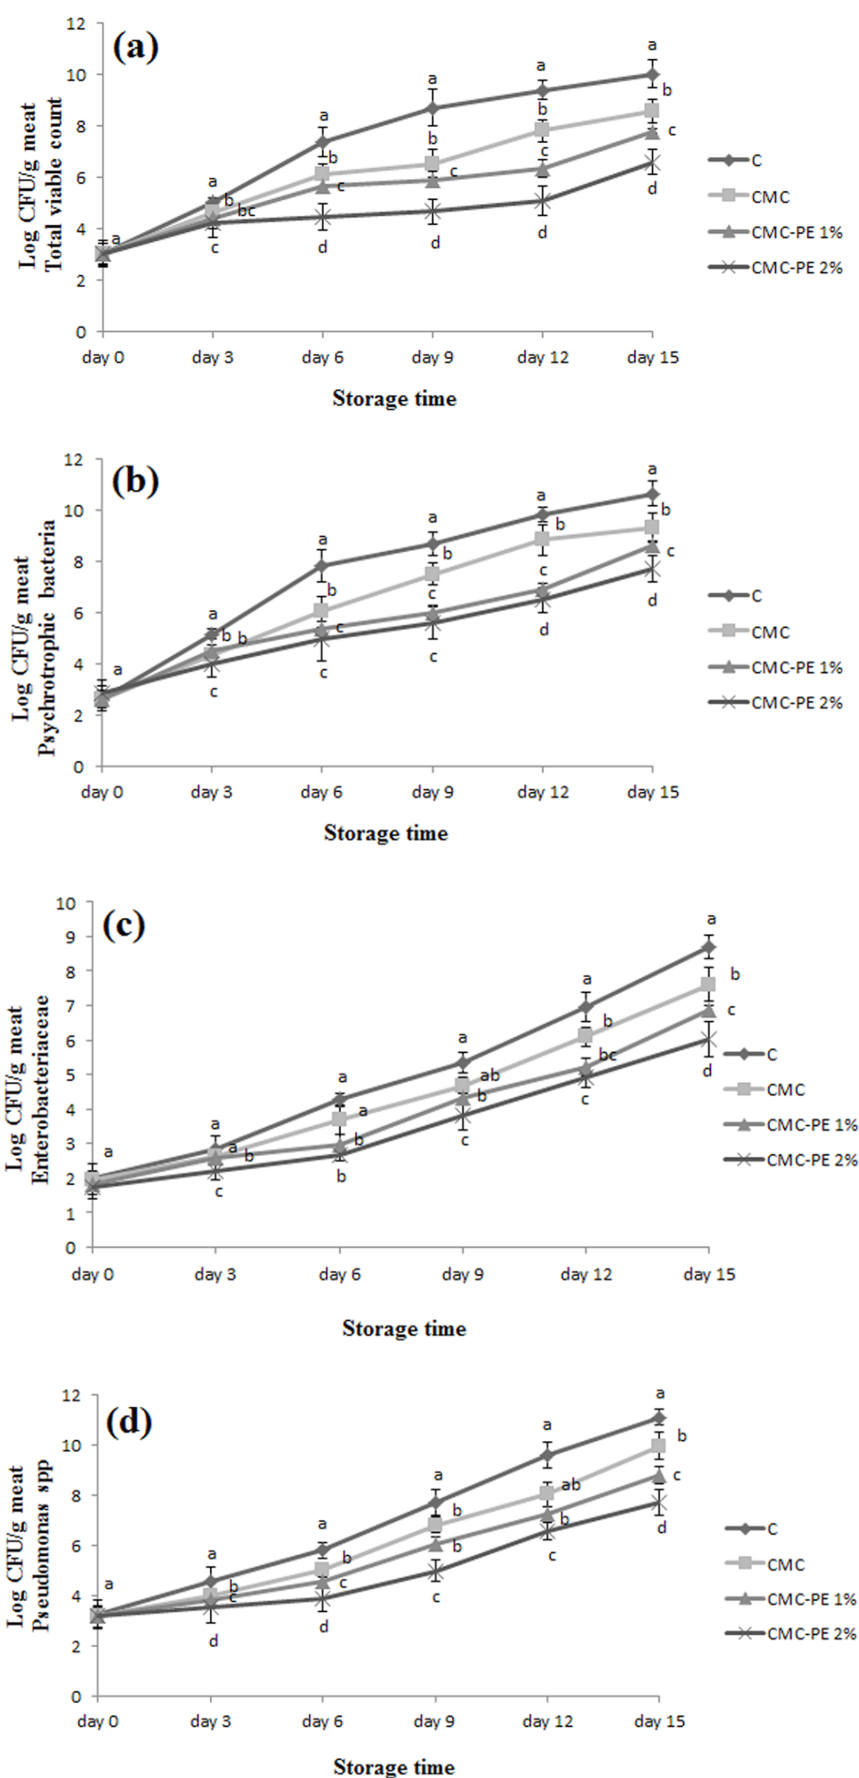 (a)
Log CFU/g meat
Total viable count
12
10
8
6
4
2
0
a
a b bc c
a b c d
a b c d
a b c d
a b c d
day 0 day 3 day 6 day 9 day 12 day 15
Storage time
C
CMC
CMC-PE 1%
CMC-PE 2%
(b)
Log CFU/g meat
Psychrotrophic bacteria
12
10
8
6
4
2
0
a
a b b c
a b c c
a b c c
a b c d
a b c d
day 0 day 3 day 6 day 9 day 12 day 15
Storage time
C
CMC
CMC-PE 1%
CMC-PE 2%
(c)
Log CFU/g meat
Enterobacteriaceae
10
9
8
7
6
5
4
3
2
1
0
a
a a b c
a a b b
a ab b c
a b bc c
a b c d
day 0 day 3 day 6 day 9 day 12 day 15
Storage time
C
CMC
CMC-PE 1%
CMC-PE 2%
(d)
Log CFU/g meat
Pseudomonas spp
12
10
8
6
4
2
0
a
a b c d
a b c d
a b b c
a ab b c
a b c d
day 0 day 3 day 6 day 9 day 12 day 15
Storage time
C
CMC
CMC-PE 1%
CMC-PE 2%